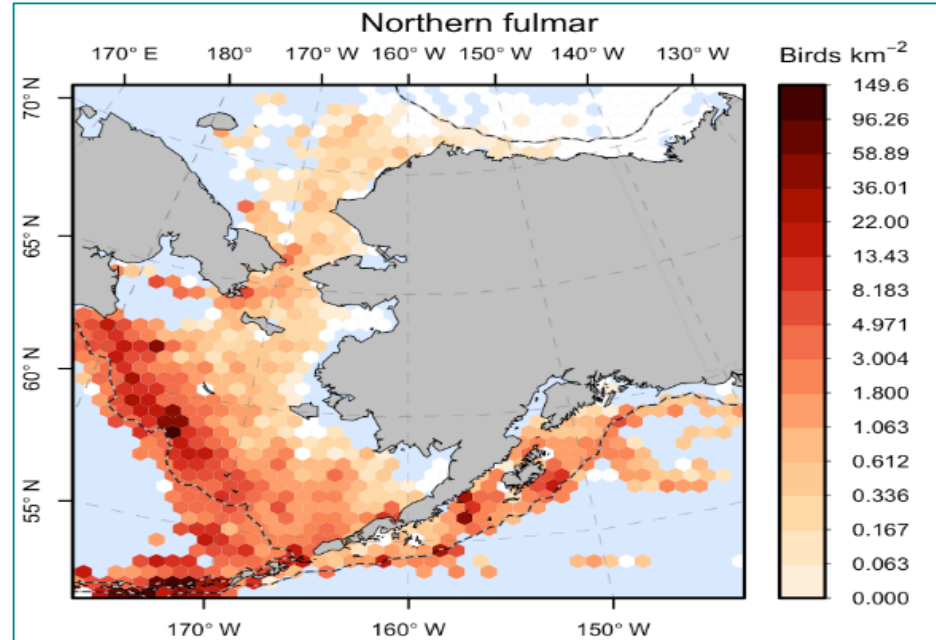 Northern fulmar
170° E 180° 170° W 160° W 150° W 140° W 130° W
Birds km⁻²
70° N
65° N
60° N
55° N
149.6
96.26
58.89
36.01
22.00
13.43
8.183
4.971
3.004
1.800
1.063
0.612
0.336
0.167
0.063
0.000
170° W 160° W 150° W